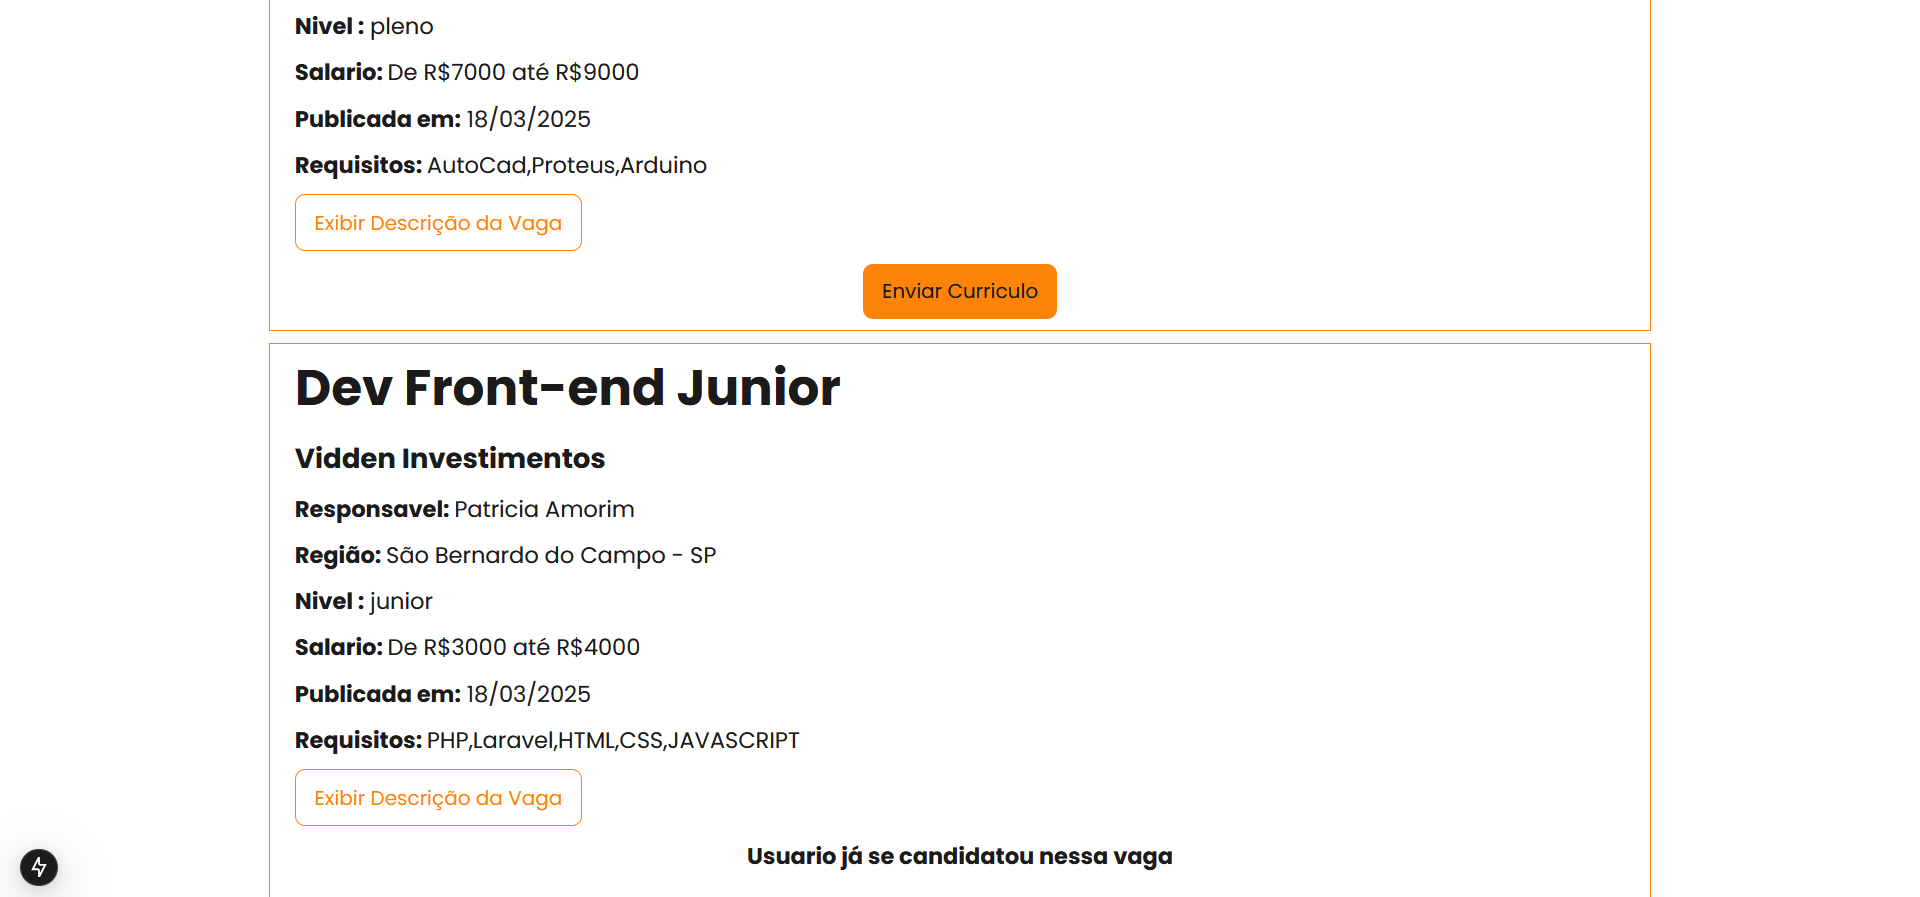 Nivel : pleno
Salario: De R$7000 até R$9000
Publicada em: 18/03/2025
Requisitos: AutoCad,Proteus,Arduino
Exibir Descrição da Vaga
Enviar Curriculo
Dev Front-end Junior
Vidden Investimentos
Responsavel: Patricia Amorim
Região: São Bernardo do Campo - SP
Nivel : junior
Salario: De R$3000 até R$4000
Publicada em: 18/03/2025
Requisitos: PHP,Laravel,HTML,CSS,JAVASCRIPT
Exibir Descrição da Vaga
Usuario já se candidatou nessa vaga